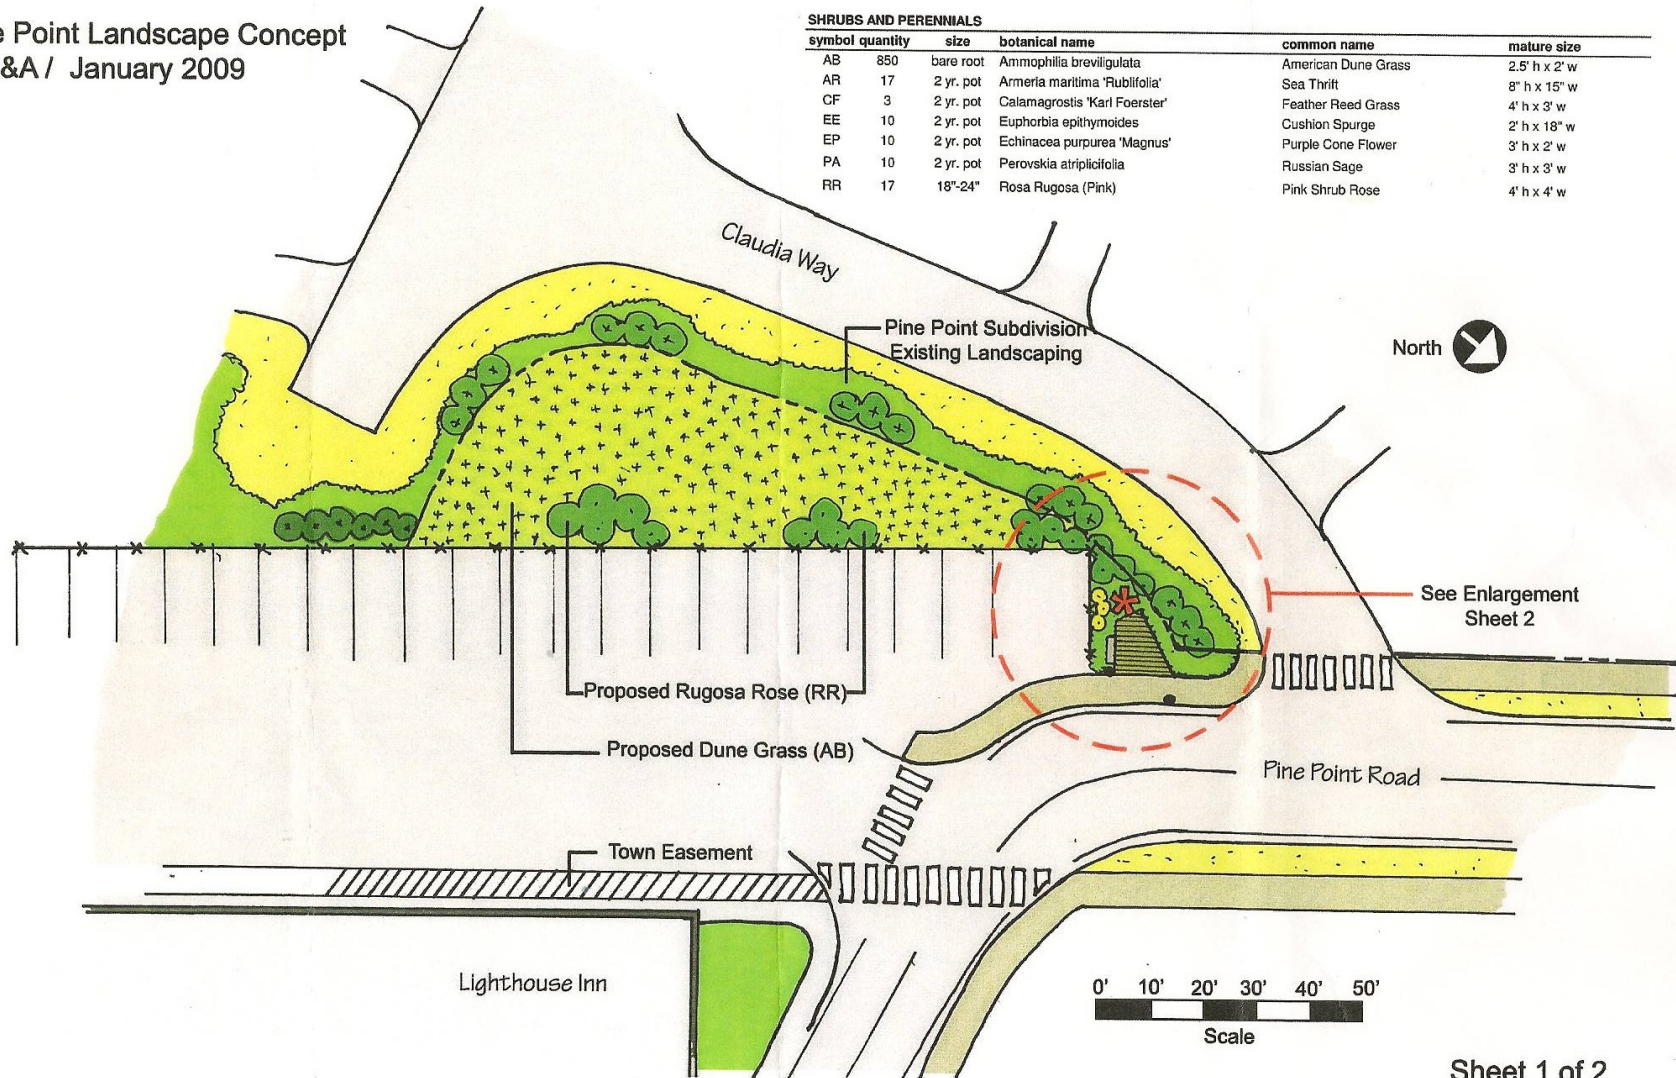 e Point Landscape Concept
&A / January 2009
SHRUBS AND PERENNIALS
symbol quantity size botanical name common name mature size
AB 850 bare root Ammophilia breviligulata American Dune Grass 2.5' h x 2' w
AR 17 2 yr. pot Armeria maritima 'Rublifolia' Sea Thrift 8" h x 15" w
CF 3 2 yr. pot Calamagrostis 'Karl Foerster' Feather Reed Grass 4' h x 3' w
EE 10 2 yr. pot Euphorbia epithymoides Cushion Spurge 2' h x 18" w
EP 10 2 yr. pot Echinacea purpurea 'Magnus' Purple Cone Flower 3' h x 2' w
PA 10 2 yr. pot Perovskia atriplicifolia Russian Sage 3' h x 3' w
RR 17 18"-24" Rosa Rugosa (Pink) Pink Shrub Rose 4' h x 4' w
Claudia Way
Pine Point Subdivision
Existing Landscaping
North
See Enlargement
Sheet 2
Proposed Rugosa Rose (RR)
Proposed Dune Grass (AB)
Pine Point Road
Town Easement
Lighthouse Inn
0' 10' 20' 30' 40' 50'
Scale
Sheet 1 of 2